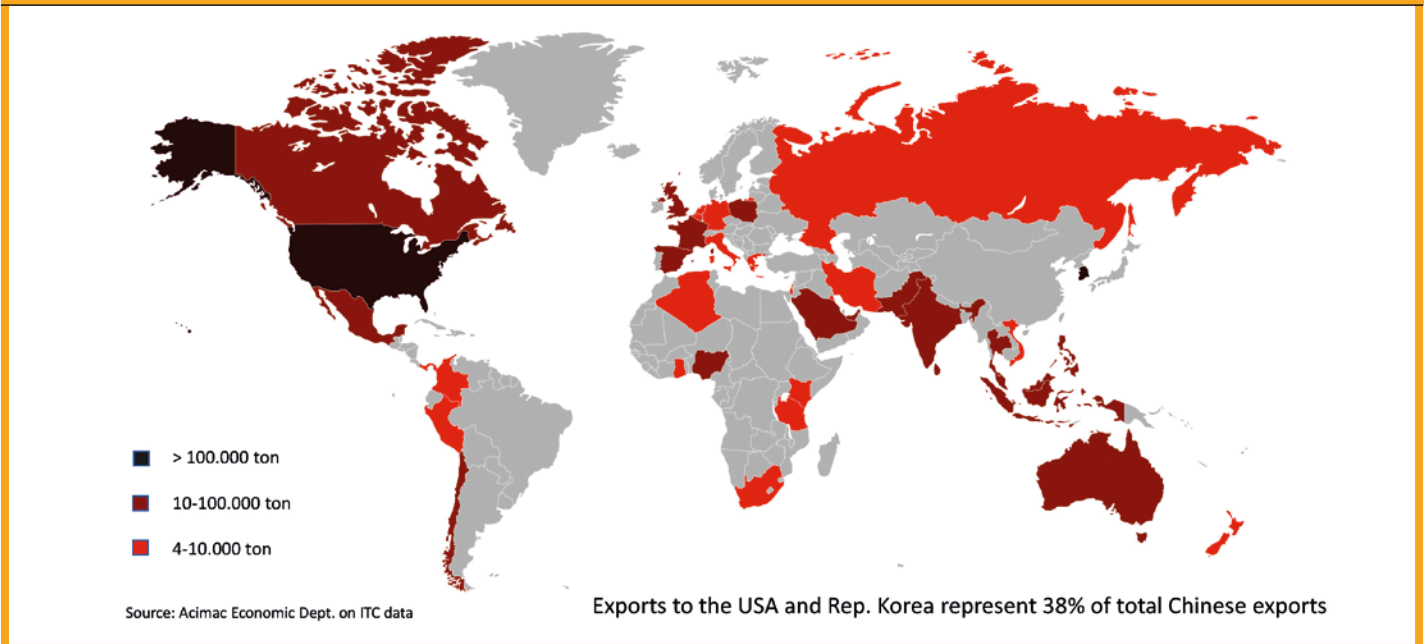 > 100.000 ton
10-100.000 ton
4-10.000 ton
Source: Acimac Economic Dept. on ITC data
Exports to the USA and Rep. Korea represent 38% of total Chinese exports